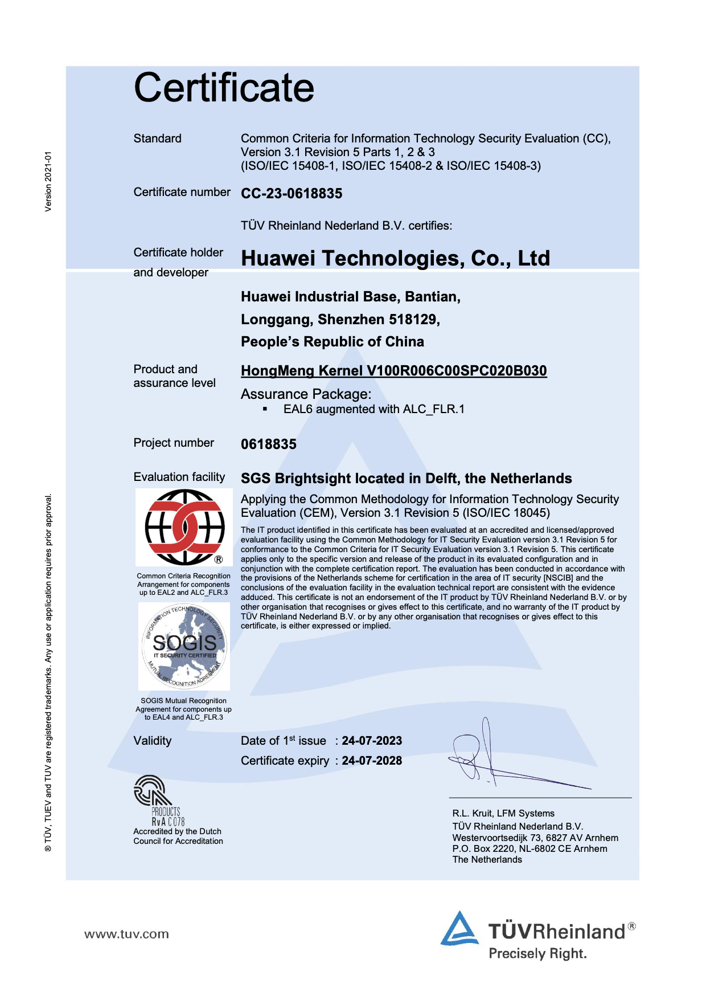 Certificate
Standard
Common Criteria for Information Technology Security Evaluation (CC),
Version 3.1 Revision 5 Parts 1, 2 & 3
(ISO/IEC 15408-1, ISO/IEC 15408-2 & ISO/IEC 15408-3)
Certificate number
CC-23-0618835
TÜV Rheinland Nederland B.V. certifies:
Certificate holder
and developer
Huawei Technologies, Co., Ltd
Huawei Industrial Base, Bantian,
Longgang, Shenzhen 518129,
People’s Republic of China
Product and
assurance level
HongMeng Kernel V100R006C00SPC020B030
Assurance Package:
▪ EAL6 augmented with ALC_FLR.1
Project number
0618835
Evaluation facility
SGS Brightsight located in Delft, the Netherlands
Applying the Common Methodology for Information Technology Security
Evaluation (CEM), Version 3.1 Revision 5 (ISO/IEC 18045)
The IT product identified in this certificate has been evaluated at an accredited and licensed/approved
evaluation facility using the Common Methodology for IT Security Evaluation version 3.1 Revision 5 for
conformance to the Common Criteria for IT Security Evaluation version 3.1 Revision 5. This certificate
applies only to the specific version and release of the product in its evaluated configuration and in
conjunction with the complete certification report. The evaluation has been conducted in accordance with
the provisions of the Netherlands scheme for certification in the area of IT security [NSCIB] and the
conclusions of the evaluation facility in the evaluation technical report are consistent with the evidence
adduced. This certificate is not an endorsement of the IT product by TÜV Rheinland Nederland B.V. or by
other organisation that recognises or gives effect to this certificate, and no warranty of the IT product by
TÜV Rheinland Nederland B.V. or by any other organisation that recognises or gives effect to this
certificate, is either expressed or implied.
®
Common Criteria Recognition
Arrangement for components
up to EAL2 and ALC_FLR.3
INFORMATION TECHNOLOGY SECURITY
SOGIS
IT SECURITY CERTIFIED
MUTUAL RECOGNITION AGREEMENT
SOGIS Mutual Recognition
Agreement for components up
to EAL4 and ALC_FLR.3
Validity
Date of 1st issue : 24-07-2023
Certificate expiry : 24-07-2028
PRODUCTS
RvA C 078
Accredited by the Dutch
Council for Accreditation
R.L. Kruit, LFM Systems
TÜV Rheinland Nederland B.V.
Westervoortsedijk 73, 6827 AV Arnhem
P.O. Box 2220, NL-6802 CE Arnhem
The Netherlands
Version 2021-01
® TÜV, TUEV and TUV are registered trademarks. Any use or application requires prior approval.
www.tuv.com
TÜVRheinland®
Precisely Right.